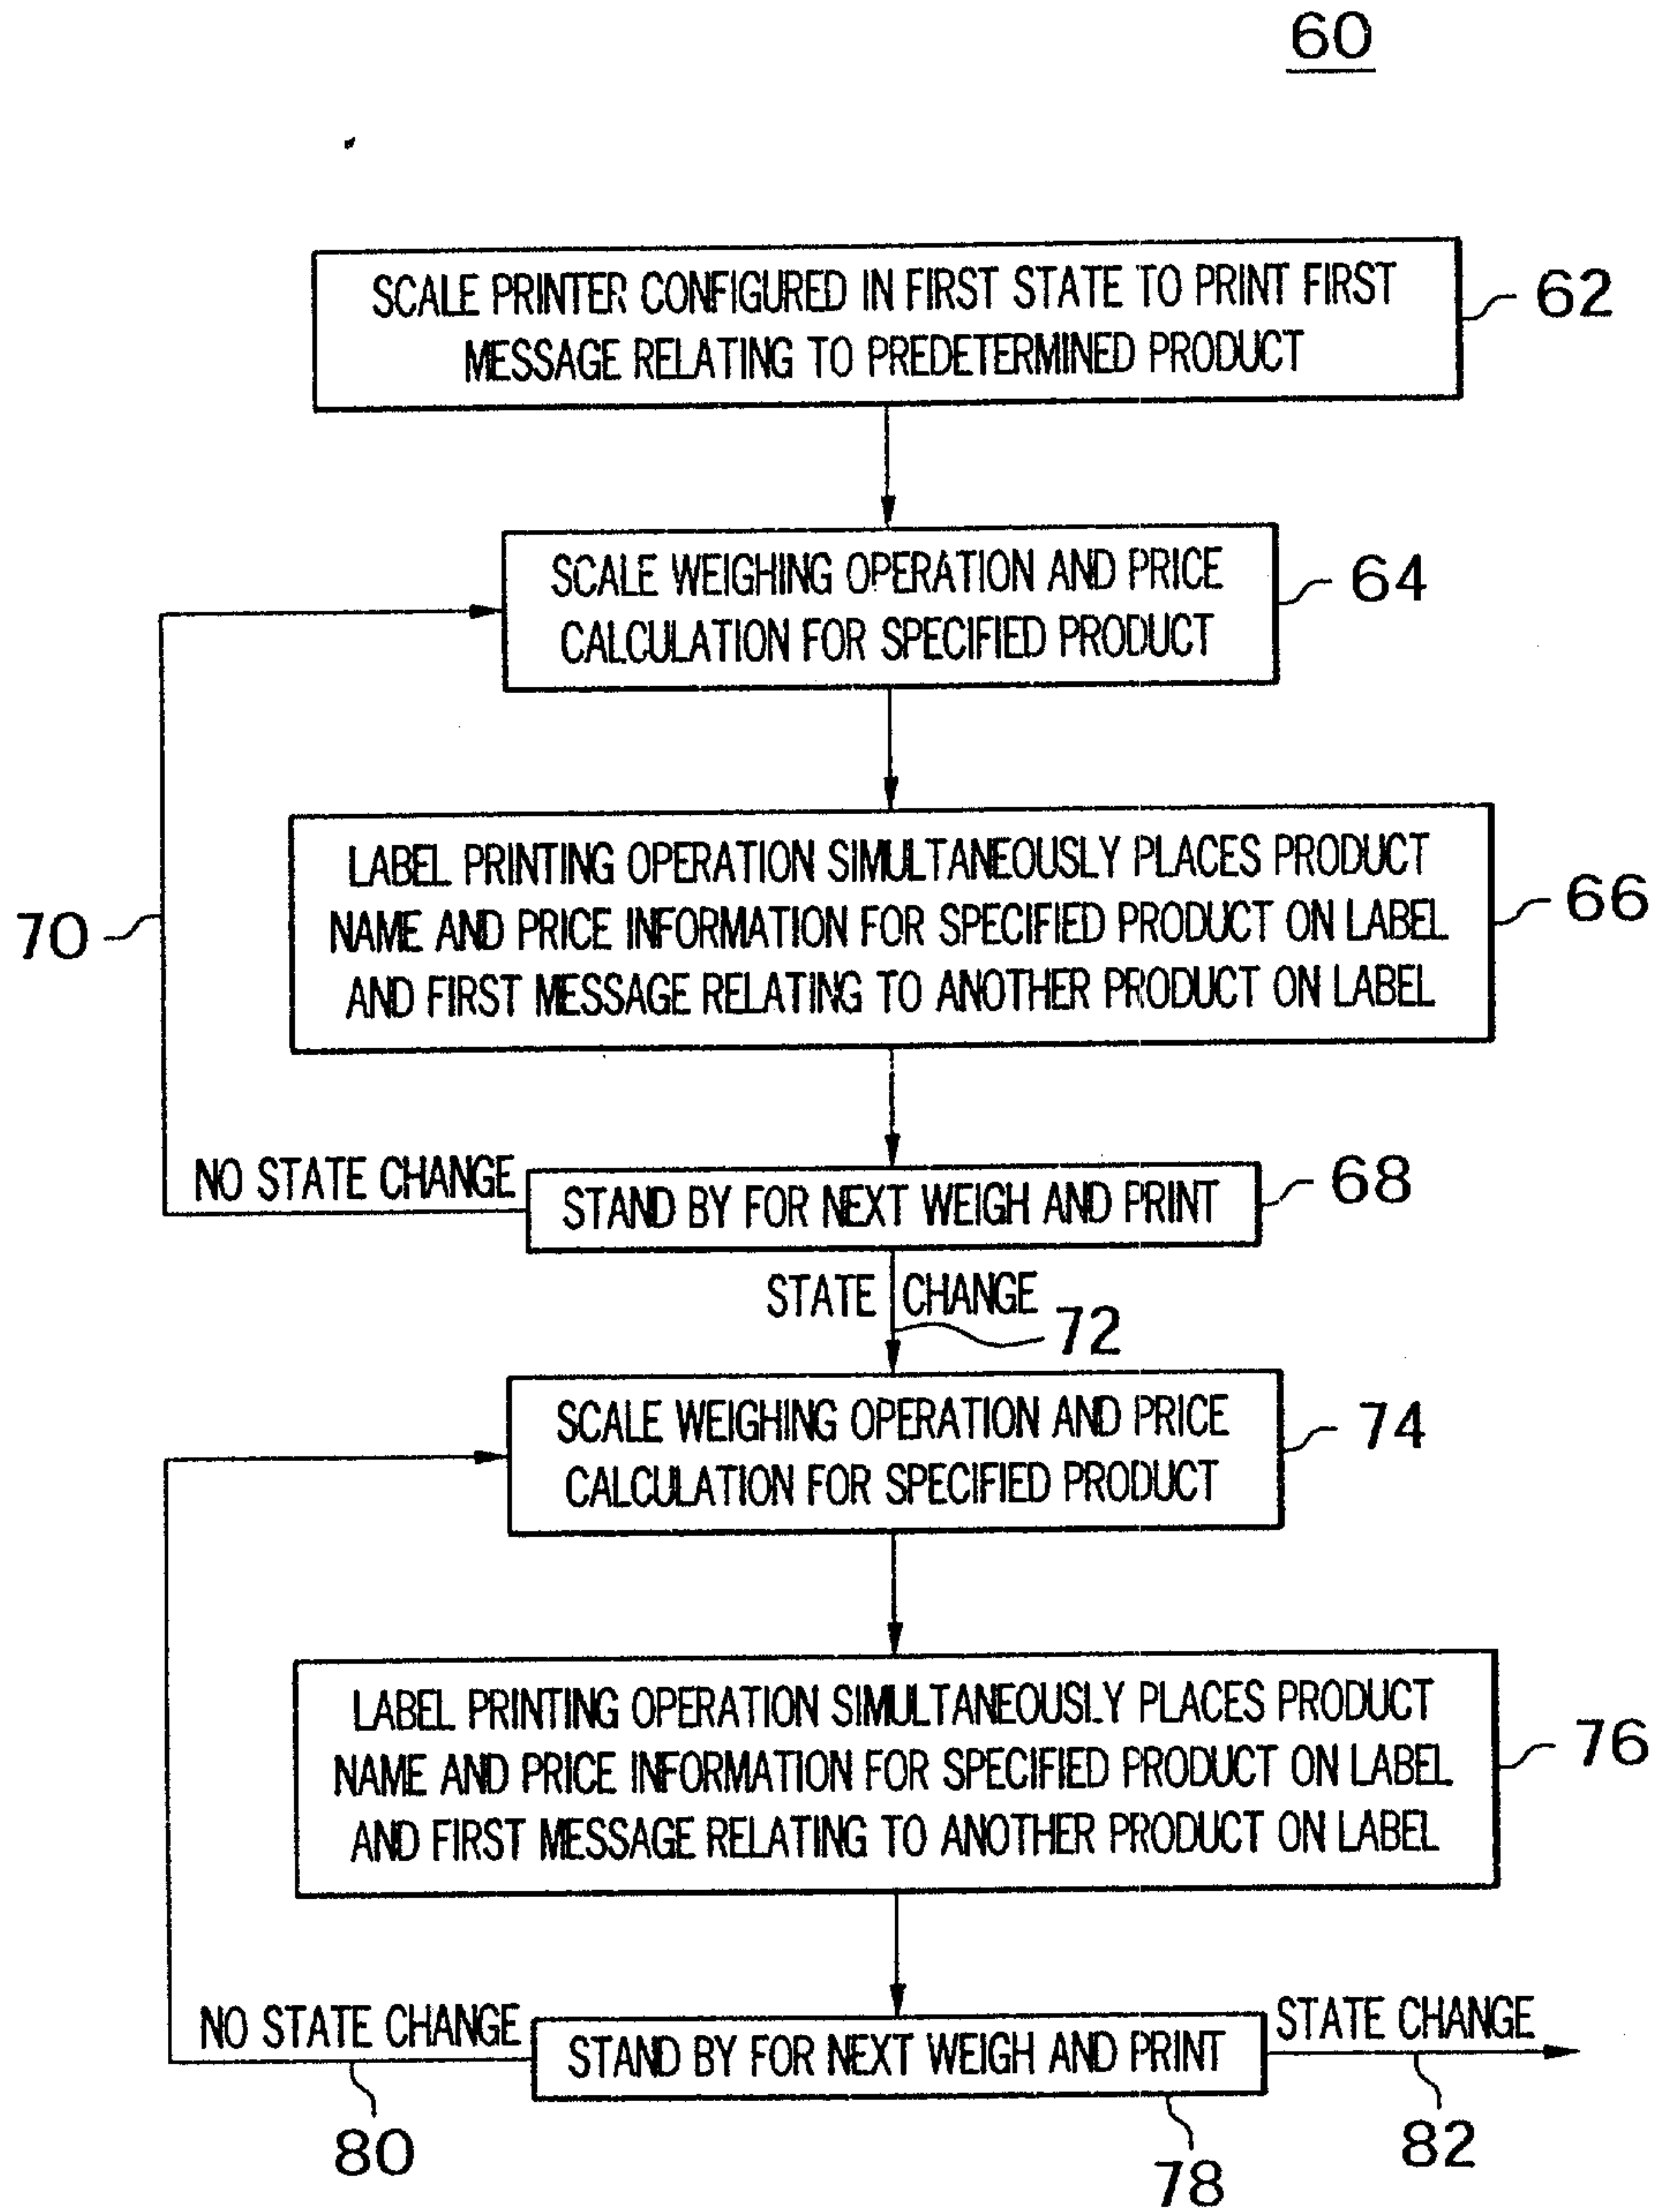 60
SCALE PRINTER CONFIGURED IN FIRST STATE TO PRINT FIRST
MESSAGE RELATING TO PREDETERMINED PRODUCT
62
SCALE WEIGHING OPERATION AND PRICE
CALCULATION FOR SPECIFIED PRODUCT
64
LABEL PRINTING OPERATION SIMULTANEOUSLY PLACES PRODUCT
NAME AND PRICE INFORMATION FOR SPECIFIED PRODUCT ON LABEL
AND FIRST MESSAGE RELATING TO ANOTHER PRODUCT ON LABEL
66
70
NO STATE CHANGE
STAND BY FOR NEXT WEIGH AND PRINT
68
STATE CHANGE
72
SCALE WEIGHING OPERATION AND PRICE
CALCULATION FOR SPECIFIED PRODUCT
74
LABEL PRINTING OPERATION SIMULTANEOUSLY PLACES PRODUCT
NAME AND PRICE INFORMATION FOR SPECIFIED PRODUCT ON LABEL
AND FIRST MESSAGE RELATING TO ANOTHER PRODUCT ON LABEL
76
NO STATE CHANGE
STAND BY FOR NEXT WEIGH AND PRINT
STATE CHANGE
80
78
82